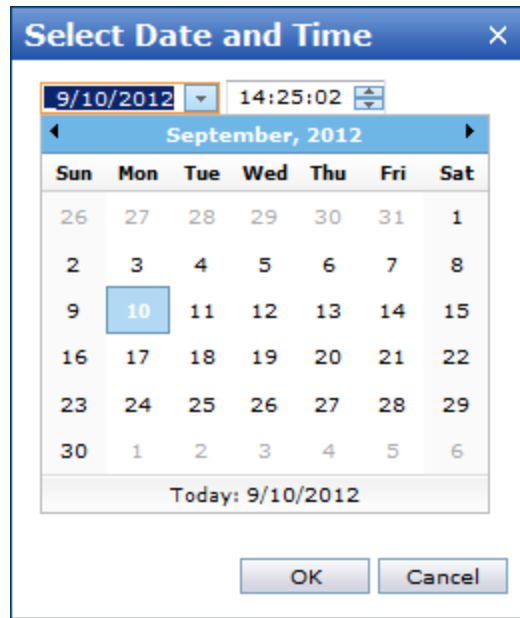 Select Date and Time
9/10/2012 14:25:02
September, 2012
Sun Mon Tue Wed Thu Fri Sat
26 27 28 29 30 31 1
2 3 4 5 6 7 8
9 10 11 12 13 14 15
16 17 18 19 20 21 22
23 24 25 26 27 28 29
30 1 2 3 4 5 6
Today: 9/10/2012
OK Cancel